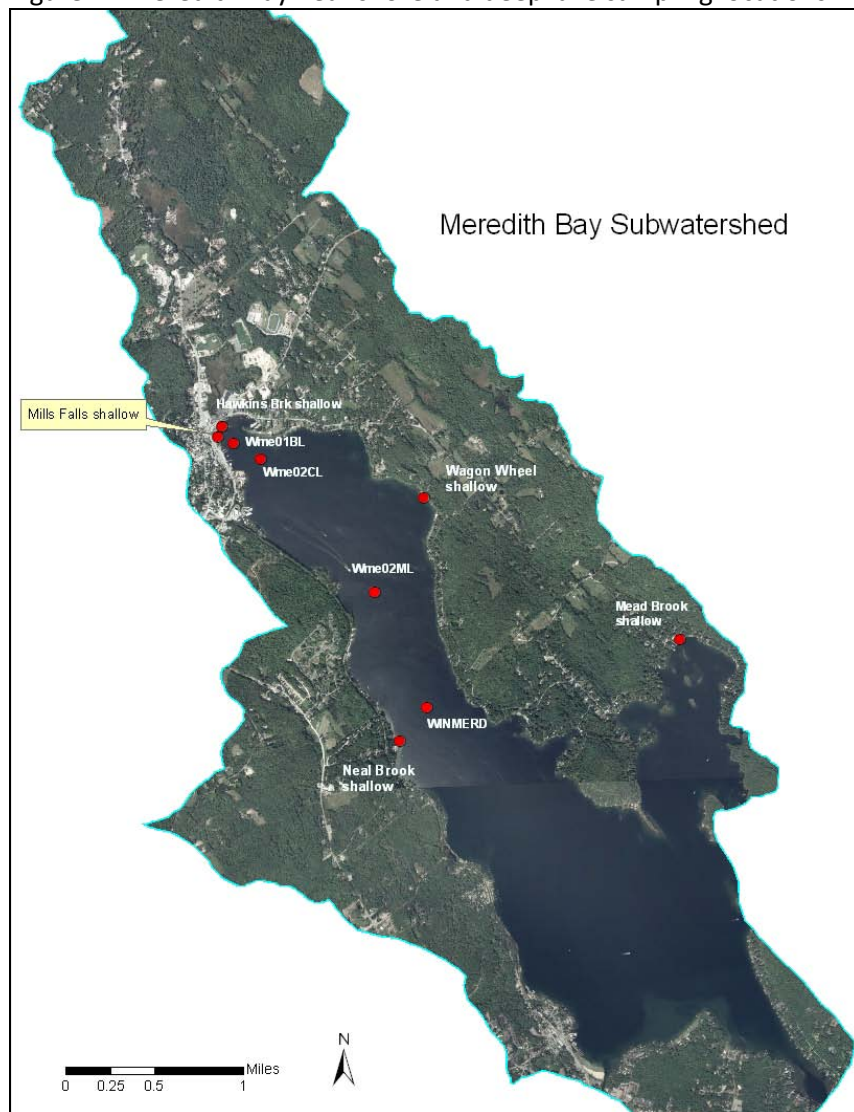 Meredith Bay Subwatershed
Hawkins Brk shallow
Mills Falls shallow
Wme01BL
Wme02CL
Wagon Wheel
shallow
Wme02ML
Mead Brook
shallow
WINMERD
Neal Brook
shallow
N
Miles
0 0.25 0.5 1